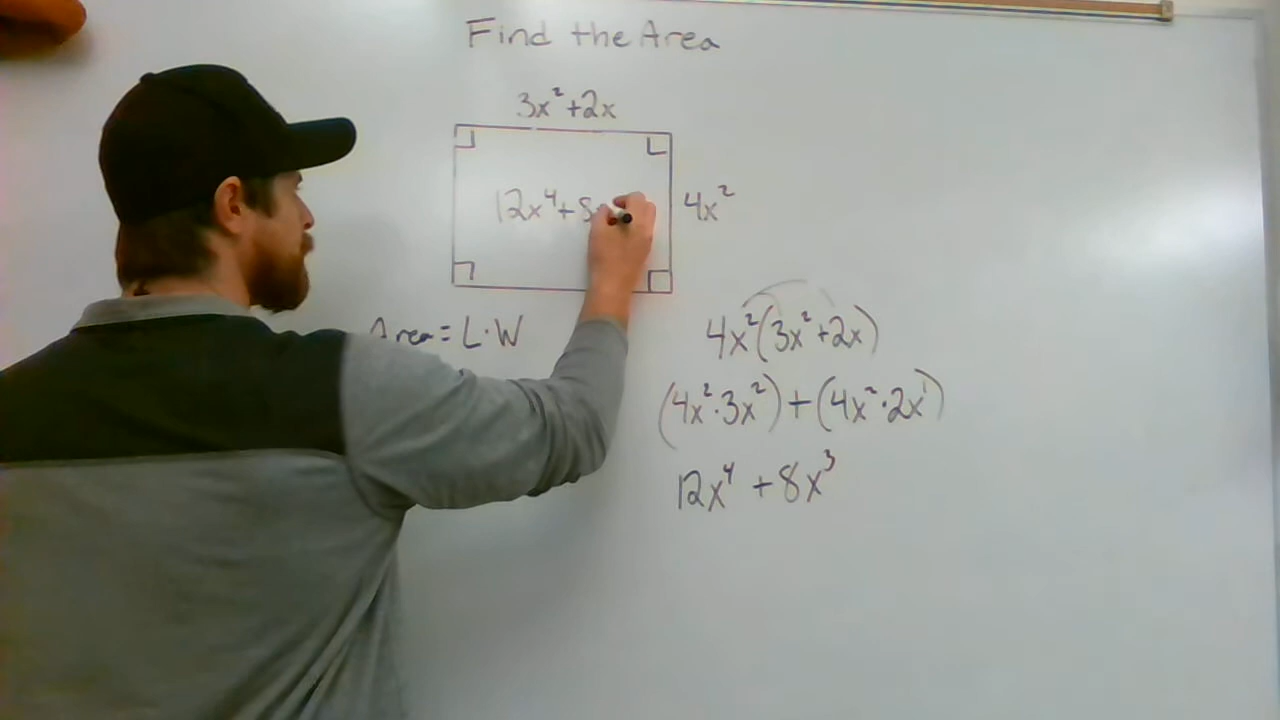 Find the Area
3x²+2x
12x⁴+8
4x²
Area = L·W
4x²(3x²+2x)
(4x²·3x²)+(4x²·2x¹)
12x⁴+8x³